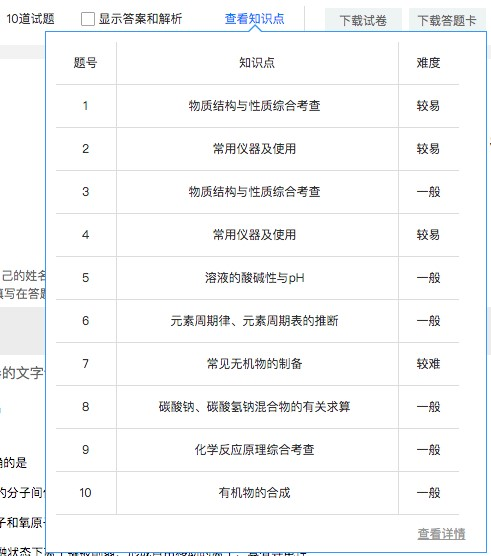 10道试题 显示答案和解析 查看知识点 下载试卷 下载答题卡
题号 知识点 难度
1 物质结构与性质综合考查 较易
2 常用仪器及使用 较易
3 物质结构与性质综合考查 一般
4 常用仪器及使用 较易
5 溶液的酸碱性与pH 一般
6 元素周期律、元素周期表的推断 一般
7 常见无机物的制备 较难
8 碳酸钠、碳酸氢钠混合物的有关求算 一般
9 化学反应原理综合考查 一般
10 有机物的合成 一般
查看详情
己的姓名
填写在答题
的文字
的是
的分子间
子和氧原